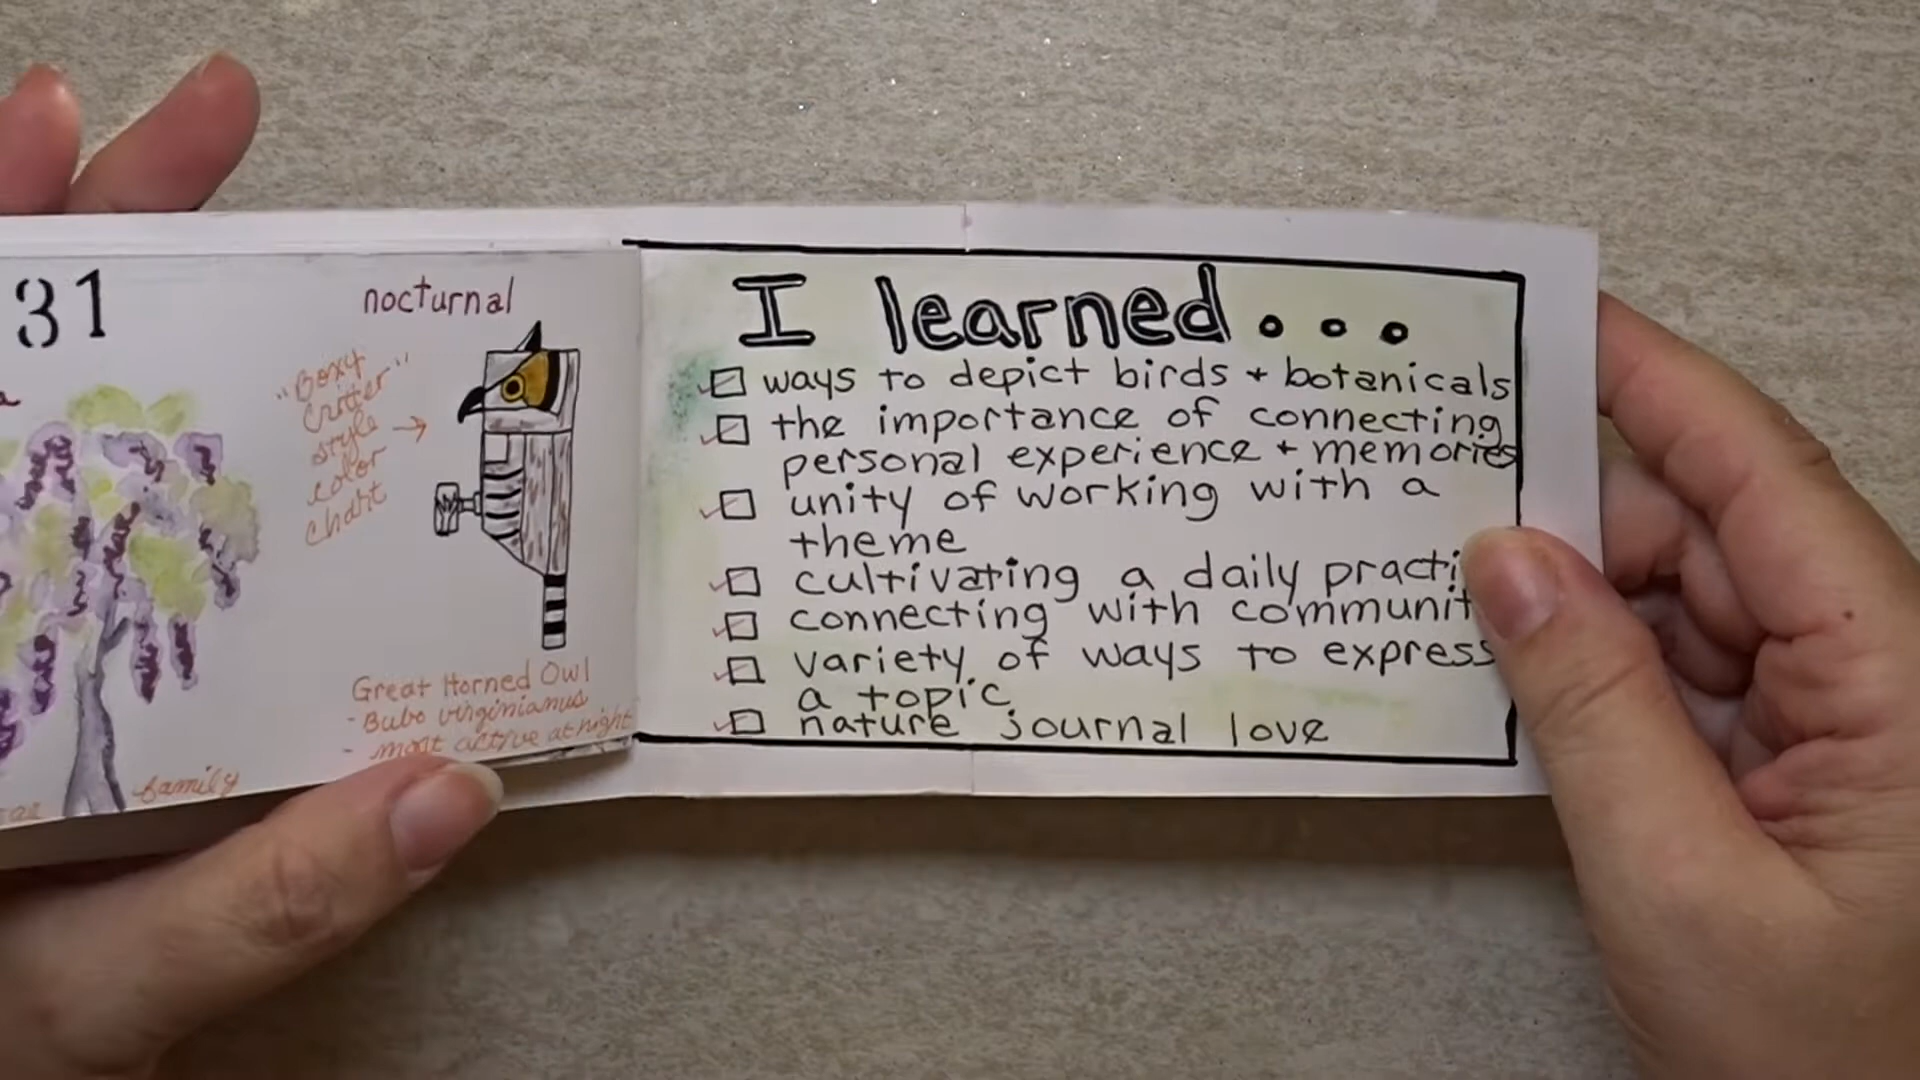 31
nocturnal
"Boxy
Critter"
style →
color
chart
Great Horned Owl
- Bubo virginianus
- most active at night
family
I learned...
ways to depict birds + botanicals
the importance of connecting
personal experience + memories
unity of working with a
theme
cultivating a daily practi
connecting with communit
variety of ways to express
a topic
nature journal love